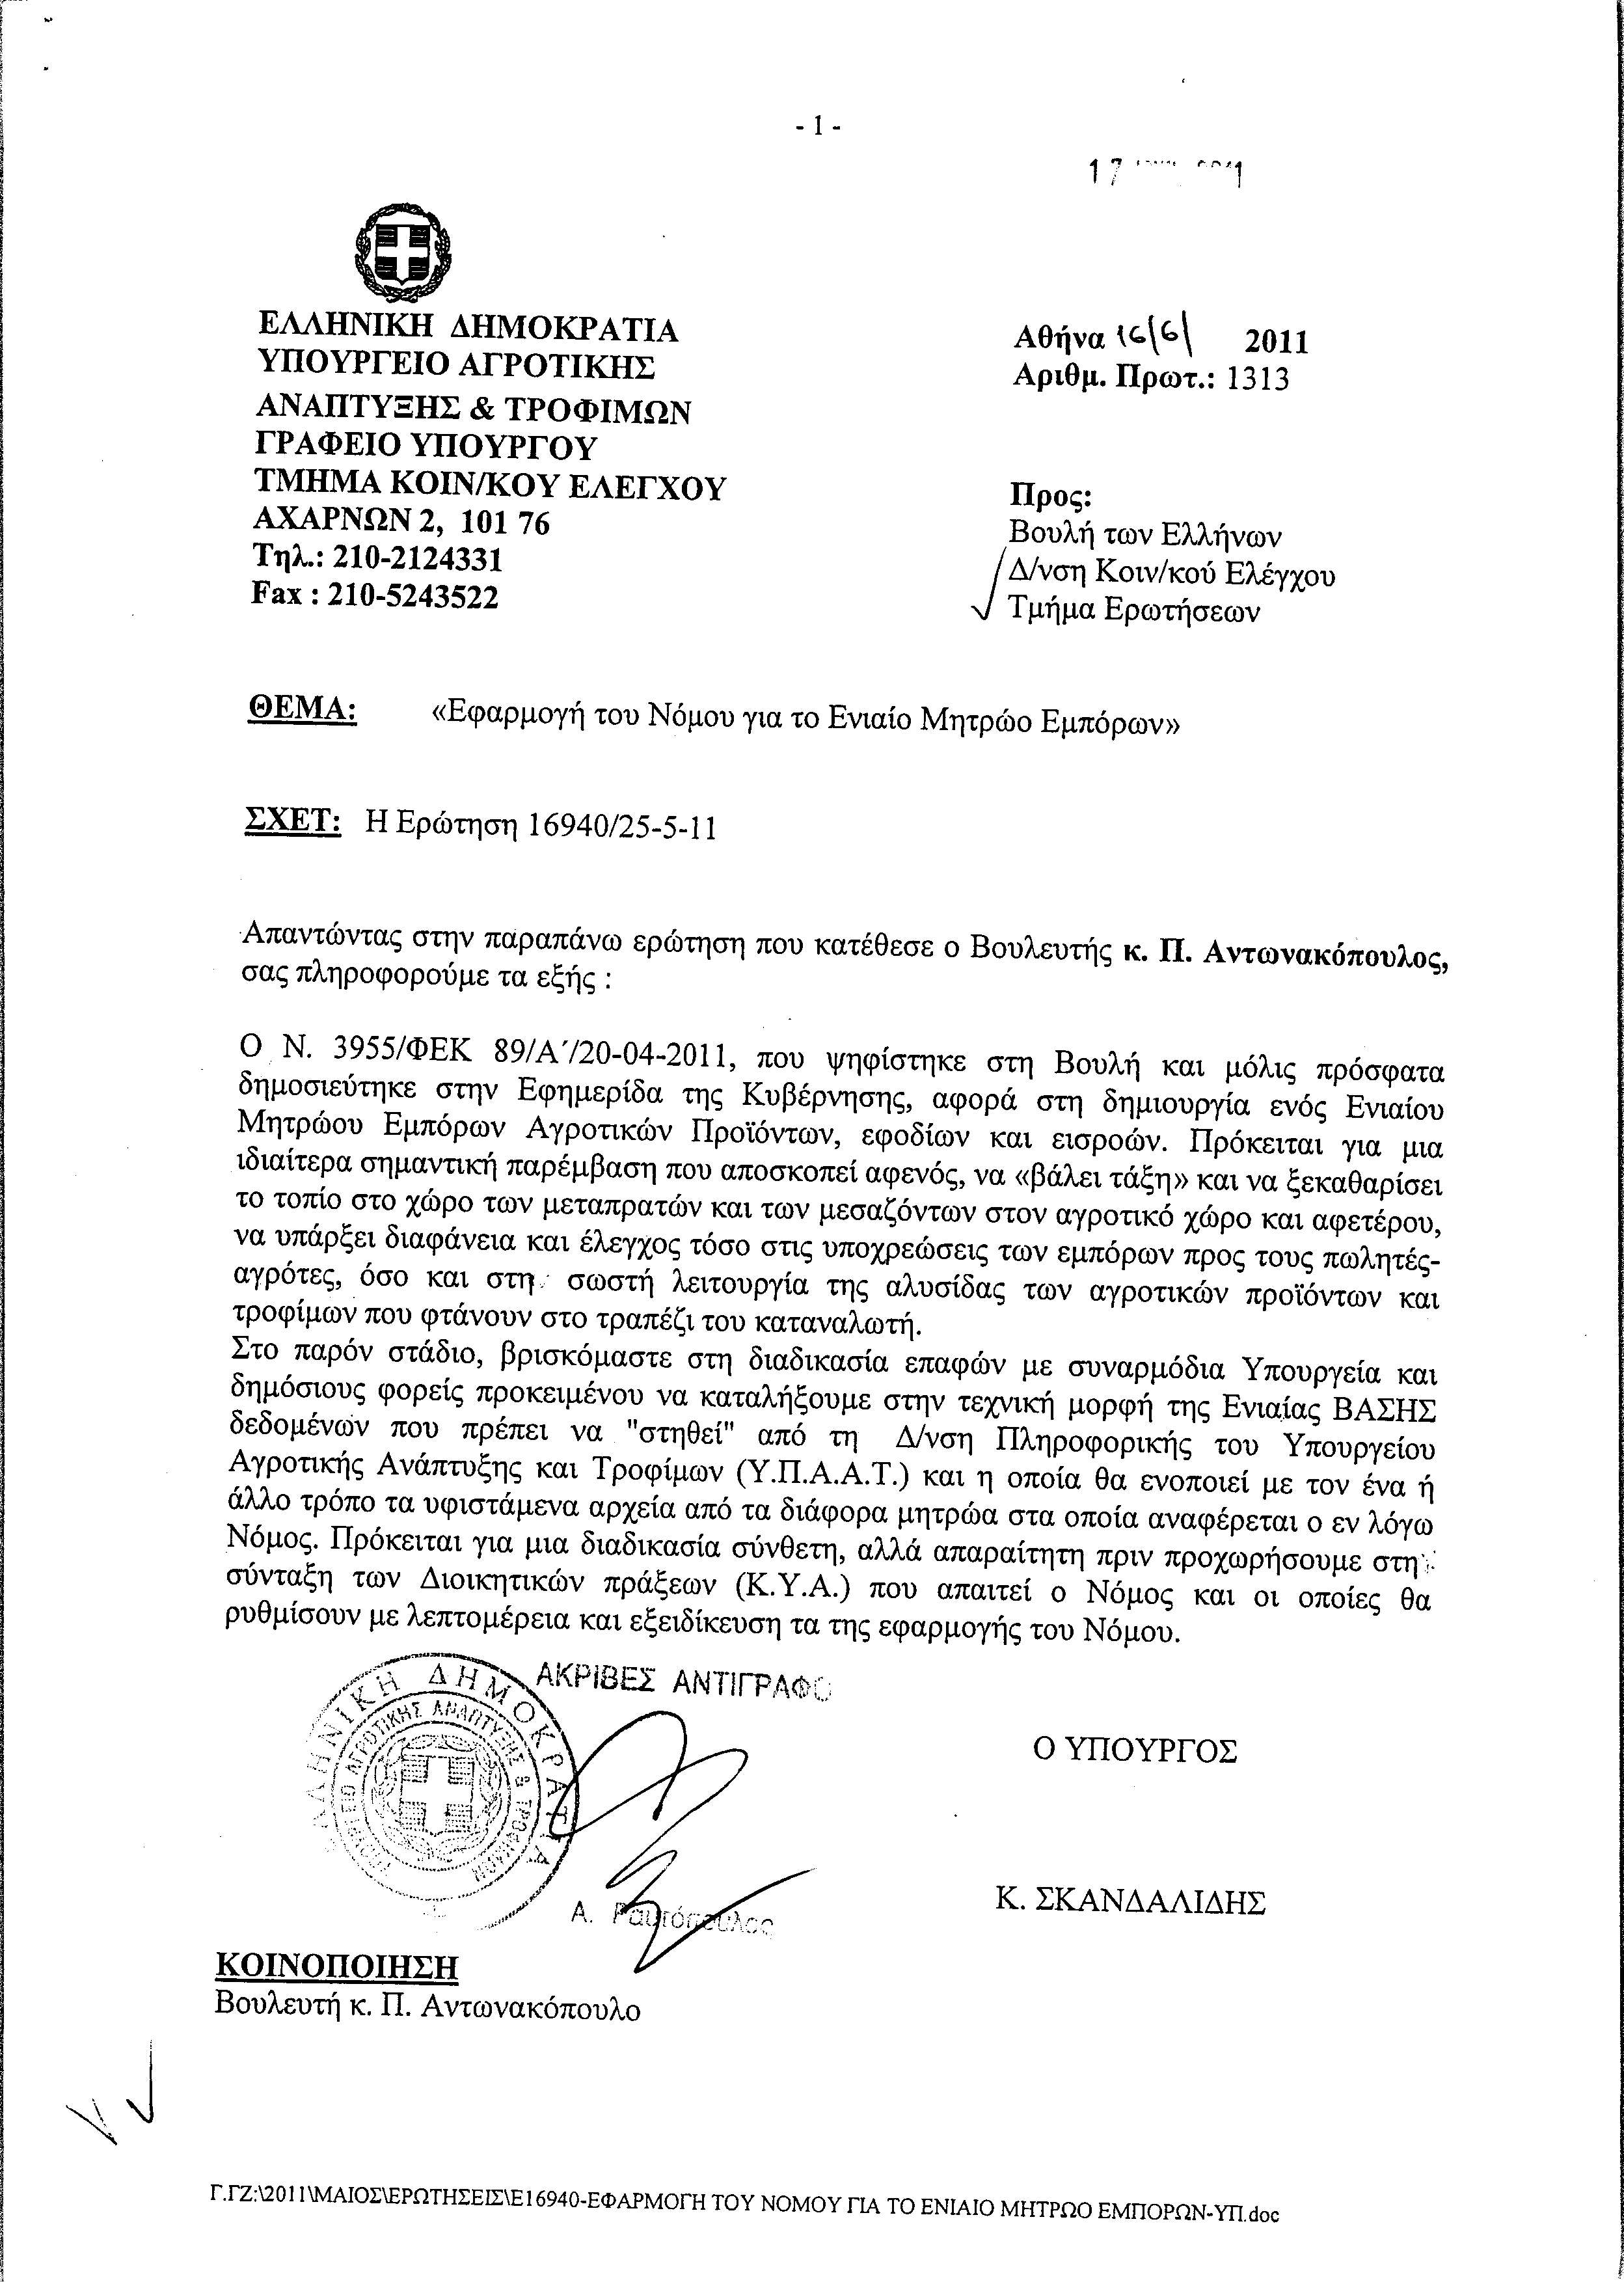 - 1 -
ΕΛΛΗΝΙΚΗ ΔΗΜΟΚΡΑΤΙΑ
ΥΠΟΥΡΓΕΙΟ ΑΓΡΟΤΙΚΗΣ
ΑΝΑΠΤΥΞΗΣ & ΤΡΟΦΙΜΩΝ
ΓΡΑΦΕΙΟ ΥΠΟΥΡΓΟΥ
ΤΜΗΜΑ ΚΟΙΝ/ΚΟΥ ΕΛΕΓΧΟΥ
ΑΧΑΡΝΩΝ 2, 101 76
Τηλ.: 210-2124331
Fax : 210-5243522
Αθήνα 16/6/ 2011
Αριθμ. Πρωτ.: 1313
Προς:
Βουλή των Ελλήνων
Δ/νση Κοιν/κού Ελέγχου
Τμήμα Ερωτήσεων
ΘΕΜΑ: «Εφαρμογή του Νόμου για το Ενιαίο Μητρώο Εμπόρων»
ΣΧΕΤ: Η Ερώτηση 16940/25-5-11
Απαντώντας στην παραπάνω ερώτηση που κατέθεσε ο Βουλευτής κ. Π. Αντωνακόπουλος,
σας πληροφορούμε τα εξής :
Ο Ν. 3955/ΦΕΚ 89/Α΄/20-04-2011, που ψηφίστηκε στη Βουλή και μόλις πρόσφατα
δημοσιεύτηκε στην Εφημερίδα της Κυβέρνησης, αφορά στη δημιουργία ενός Ενιαίου
Μητρώου Εμπόρων Αγροτικών Προϊόντων, εφοδίων και εισροών. Πρόκειται για μια
ιδιαίτερα σημαντική παρέμβαση που αποσκοπεί αφενός, να «βάλει τάξη» και να ξεκαθαρίσει
το τοπίο στο χώρο των μεταπρατών και των μεσαζόντων στον αγροτικό χώρο και αφετέρου,
να υπάρξει διαφάνεια και έλεγχος τόσο στις υποχρεώσεις των εμπόρων προς τους πωλητές-
αγρότες, όσο και στη σωστή λειτουργία της αλυσίδας των αγροτικών προϊόντων και
τροφίμων που φτάνουν στο τραπέζι του καταναλωτή.
Στο παρόν στάδιο, βρισκόμαστε στη διαδικασία επαφών με συναρμόδια Υπουργεία και
δημόσιους φορείς προκειμένου να καταλήξουμε στην τεχνική μορφή της Ενιαίας ΒΑΣΗΣ
δεδομένων που πρέπει να "στηθεί" από τη Δ/νση Πληροφορικής του Υπουργείου
Αγροτικής Ανάπτυξης και Τροφίμων (Υ.Π.Α.Α.Τ.) και η οποία θα ενοποιεί με τον ένα ή
άλλο τρόπο τα υφιστάμενα αρχεία από τα διάφορα μητρώα στα οποία αναφέρεται ο εν λόγω
Νόμος. Πρόκειται για μια διαδικασία σύνθετη, αλλά απαραίτητη πριν προχωρήσουμε στη
σύνταξη των Διοικητικών πράξεων (Κ.Υ.Α.) που απαιτεί ο Νόμος και οι οποίες θα
ρυθμίσουν με λεπτομέρεια και εξειδίκευση τα της εφαρμογής του Νόμου.
ΑΚΡΙΒΕΣ ΑΝΤΙΓΡΑΦΟ
ΕΛΛΗΝΙΚΗ ΔΗΜΟΚΡΑΤΙΑ
ΥΠΟΥΡΓΕΙΟ ΑΓΡΟΤΙΚΗΣ ΑΝΑΠΤΥΞΗΣ & ΤΡΟΦΙΜΩΝ
Ο ΥΠΟΥΡΓΟΣ
Κ. ΣΚΑΝΔΑΛΙΔΗΣ
Α.
ΚΟΙΝΟΠΟΙΗΣΗ
Βουλευτή κ. Π. Αντωνακόπουλο
Γ.ΓΖ:\2011\ΜΑΙΟΣ\ΕΡΩΤΗΣΕΙΣ\Ε16940-ΕΦΑΡΜΟΓΗ ΤΟΥ ΝΟΜΟΥ ΓΙΑ ΤΟ ΕΝΙΑΙΟ ΜΗΤΡΩΟ ΕΜΠΟΡΩΝ-ΥΠ.doc